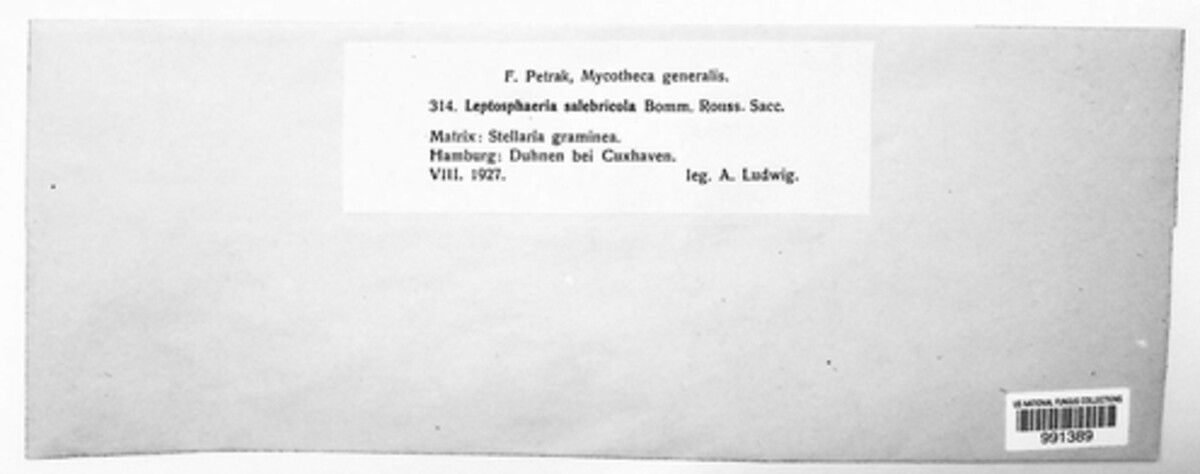 F. Petrak, Mycotheca generalis.
314. Leptosphaeria salebricola Bomm. Rouss. Sacc.
Matrix: Stellaria graminea.
Hamburg: Duhnen bei Cuxhaven.
VIII. 1927. leg. A. Ludwig.
US NATIONAL FUNGUS COLLECTIONS
991389